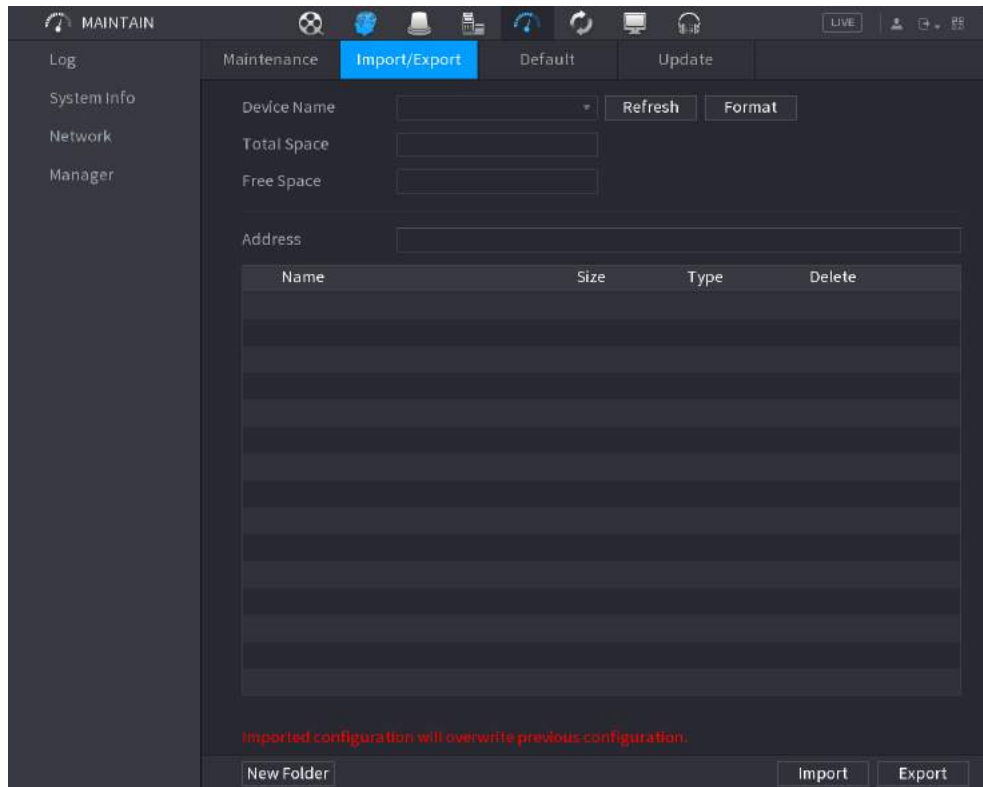 MAINTAIN LIVE
Log
System Info
Network
Manager
Maintenance Import/Export Default Update
Device Name Refresh Format
Total Space
Free Space
Address
Name Size Type Delete
Imported configuration will overwrite previous configuration.
New Folder Import Export